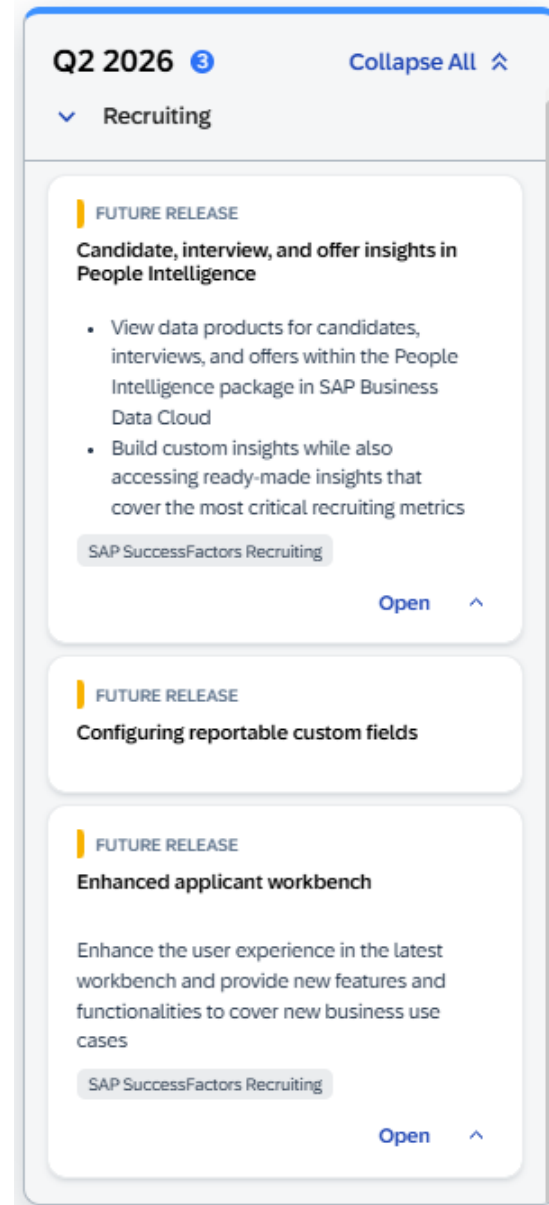 Q2 2026 3 Collapse All
Recruiting
FUTURE RELEASE
Candidate, interview, and offer insights in
People Intelligence
• View data products for candidates,
interviews, and offers within the People
Intelligence package in SAP Business
Data Cloud
• Build custom insights while also
accessing ready-made insights that
cover the most critical recruiting metrics
SAP SuccessFactors Recruiting
Open
FUTURE RELEASE
Configuring reportable custom fields
FUTURE RELEASE
Enhanced applicant workbench
Enhance the user experience in the latest
workbench and provide new features and
functionalities to cover new business use
cases
SAP SuccessFactors Recruiting
Open